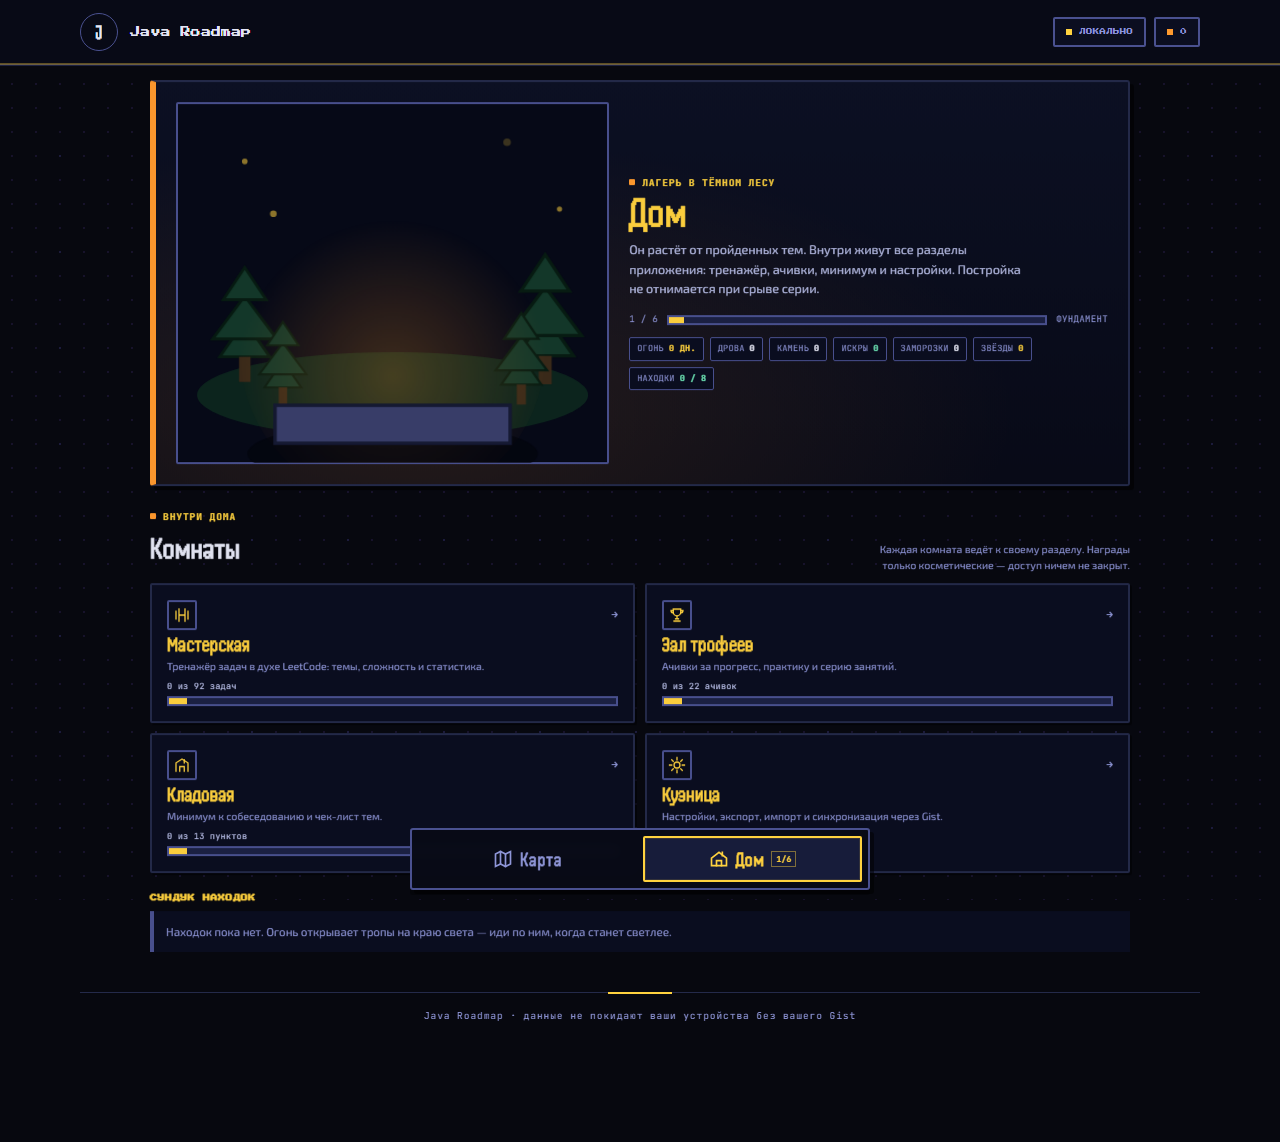 J Java Roadmap
ЛОКАЛЬНО 0
ЛАГЕРЬ В ТЁМНОМ ЛЕСУ
Дом
Он растёт от пройденных тем. Внутри живут все разделы
приложения: тренажёр, ачивки, минимум и настройки. Постройка
не отнимается при срыве серии.
1 / 6 ФУНДАМЕНТ
ОГОНЬ 0 ДН. ДРОВА 0 КАМЕНЬ 0 ИСКРЫ 0 ЗАМОРОЗКИ 0 ЗВЁЗДЫ 0
НАХОДКИ 0 / 8
ВНУТРИ ДОМА
Комнаты
Каждая комната ведёт к своему разделу. Награды
только косметические — доступ ничем не закрыт.
Мастерская
Тренажёр задач в духе LeetCode: темы, сложность и статистика.
0 из 92 задач
Зал трофеев
Ачивки за прогресс, практику и серию занятий.
0 из 22 ачивок
Кладовая
Минимум к собеседованию и чек-лист тем.
0 из 13 пунктов
Кузница
Настройки, экспорт, импорт и синхронизация через Gist.
Карта
Дом 1/6
СУНДУК НАХОДОК
Находок пока нет. Огонь открывает тропы на краю света — иди по ним, когда станет светлее.
Java Roadmap · данные не покидают ваши устройства без вашего Gist